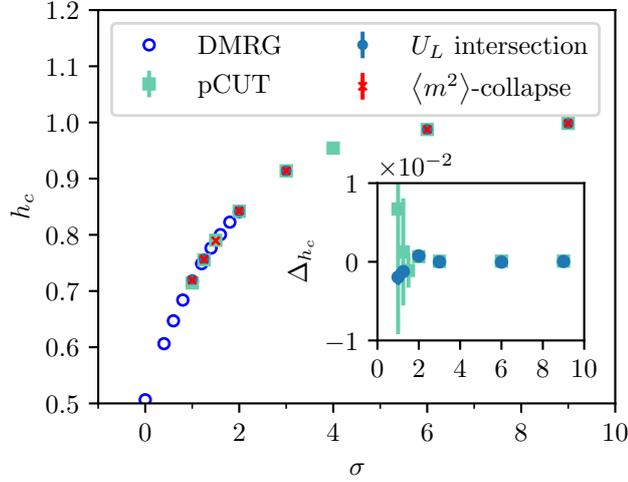 1.2
1.1
1.0
0.9
0.8
0.7
0.6
0.5
h_c
DMRG
pCUT
U_L intersection
⟨m²⟩-collapse
×10⁻²
1
0
−1
Δ_{h_c}
0 2 4 6 8 10
0 2 4 6 8 10
σ